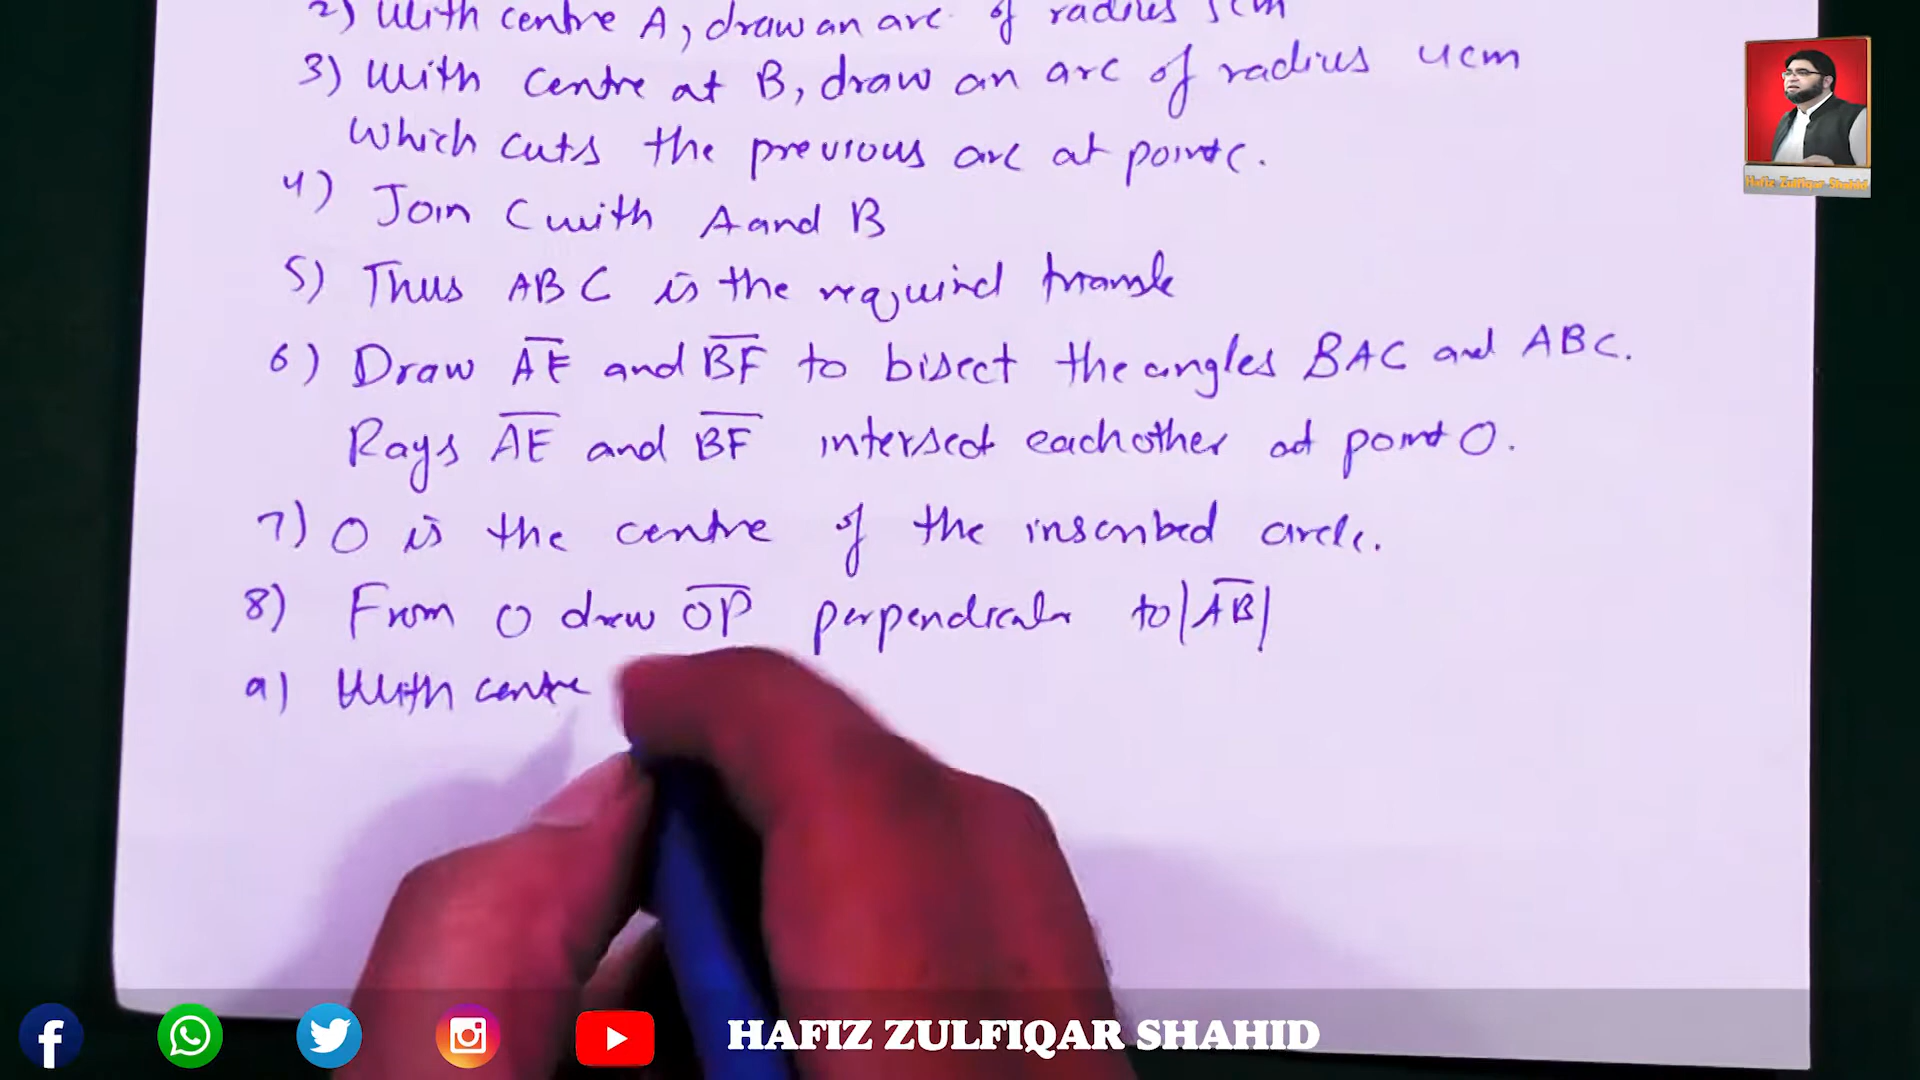 2) With centre A, draw an arc of radius 5cm
3) With centre at B, draw an arc of radius 4cm
Which cuts the previous arc at point C.
4) Join C with A and B
5) Thus ABC is the required triangle
6) Draw AE and BF to bisect the angles BAC and ABC.
Rays AE and BF intersect eachother at point O.
7) O is the centre of the inscribed circle.
8) From O draw OP perpendicular to |AB|
9) With centre
Hafiz Zulfiqar Shahid
HAFIZ ZULFIQAR SHAHID